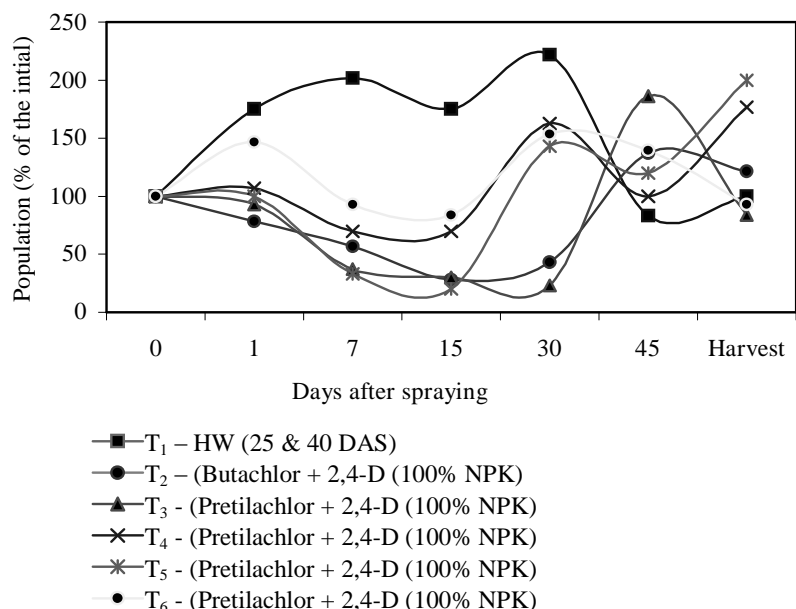 250
200
150
100
50
0
Population (% of the intial)
0 1 7 15 30 45 Harvest
Days after spraying
T1 – HW (25 & 40 DAS)
T2 – (Butachlor + 2,4-D (100% NPK)
T3 - (Pretilachlor + 2,4-D (100% NPK)
T4 - (Pretilachlor + 2,4-D (100% NPK)
T5 - (Pretilachlor + 2,4-D (100% NPK)
T6 - (Pretilachlor + 2,4-D (100% NPK)